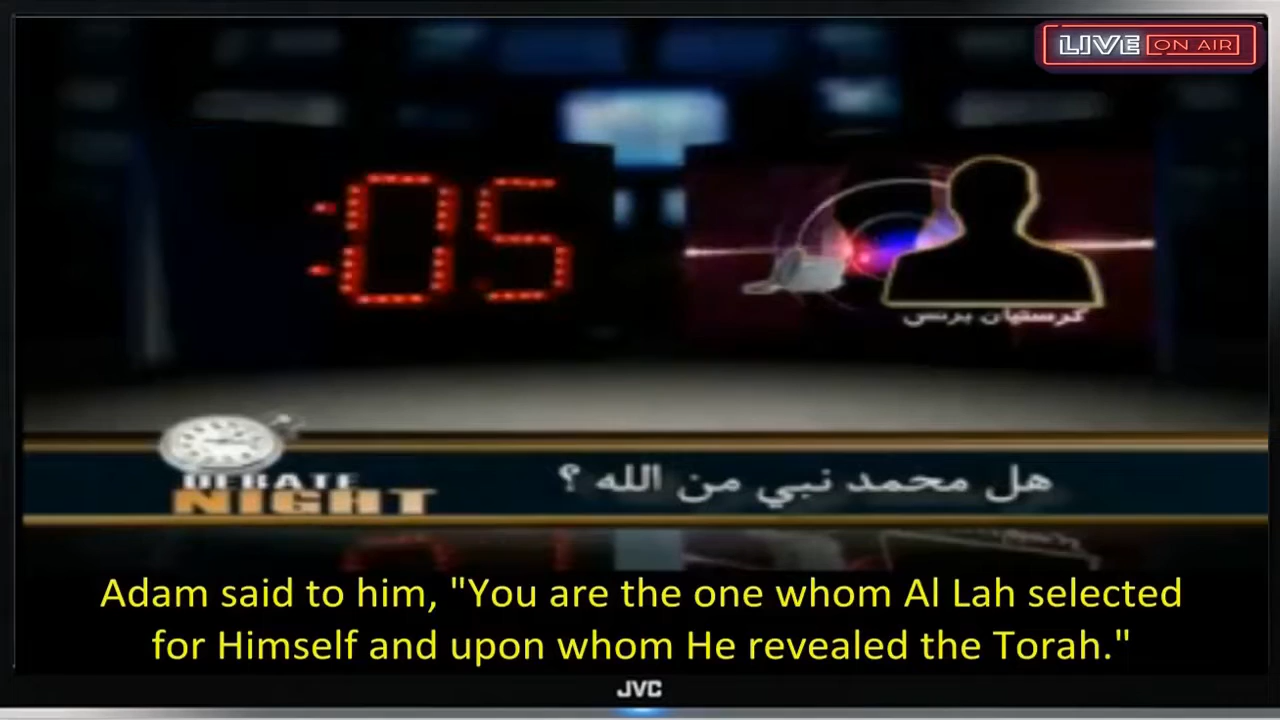 LIVE ON AIR
:05
كرستيان برنس
DEBATE
NIGHT
هل محمد نبي من الله ؟
Adam said to him, "You are the one whom Al Lah selected
for Himself and upon whom He revealed the Torah."
JVC